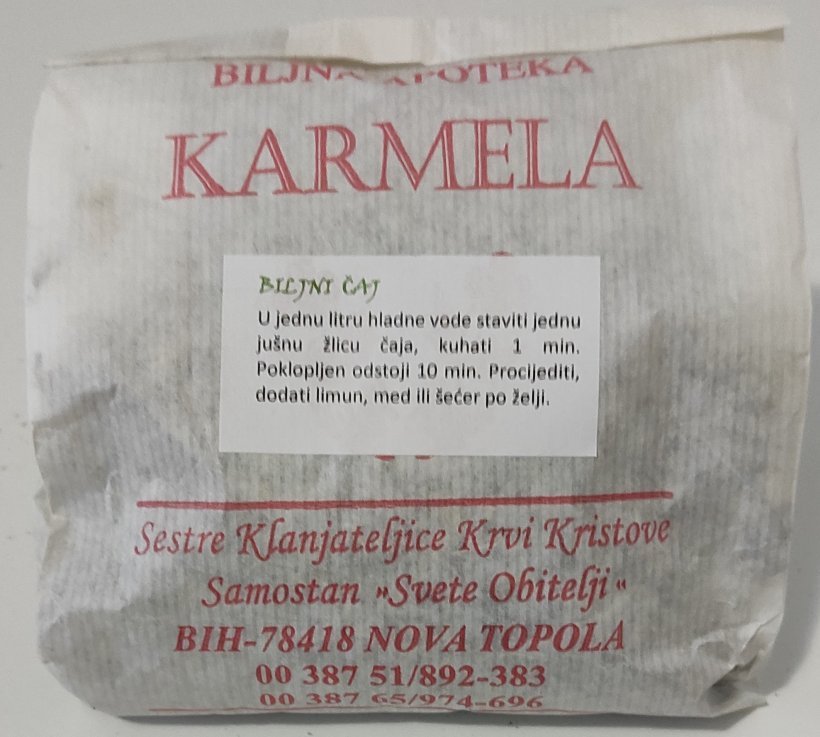 BILJNA APOTEKA
KARMELA
BILJNI ČAJ
U jednu litru hladne vode staviti jednu
jušnu žlicu čaja, kuhati 1 min.
Poklopljen odstoji 10 min. Procijediti,
dodati limun, med ili šećer po želji.
Sestre Klanjateljice Krvi Kristove
Samostan »Svete Obitelji«
BIH-78418 NOVA TOPOLA
00 387 51/892-383
00 387 65/974-696